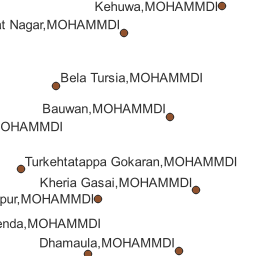 Kehuwa,MOHAMMDI
Nagar,MOHAMMDI
Bela Tursia,MOHAMMDI
Bauwan,MOHAMMDI
OHAMMDI
Turkehtatappa Gokaran,MOHAMMDI
Kheria Gasai,MOHAMMDI
pur,MOHAMMDI
enda,MOHAMMDI
Dhamaula,MOHAMMDI